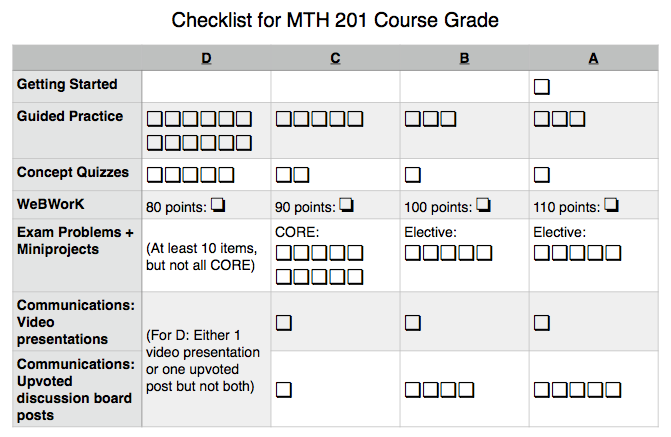 Checklist for MTH 201 Course Grade
D C B A
Getting Started
Guided Practice
Concept Quizzes
WeBWorK 80 points: 90 points: 100 points: 110 points:
Exam Problems +
Miniprojects
(At least 10 items,
but not all CORE)
CORE:
Elective:
Elective:
Communications:
Video
presentations
(For D: Either 1
video presentation
or one upvoted
post but not both)
Communications:
Upvoted
discussion board
posts